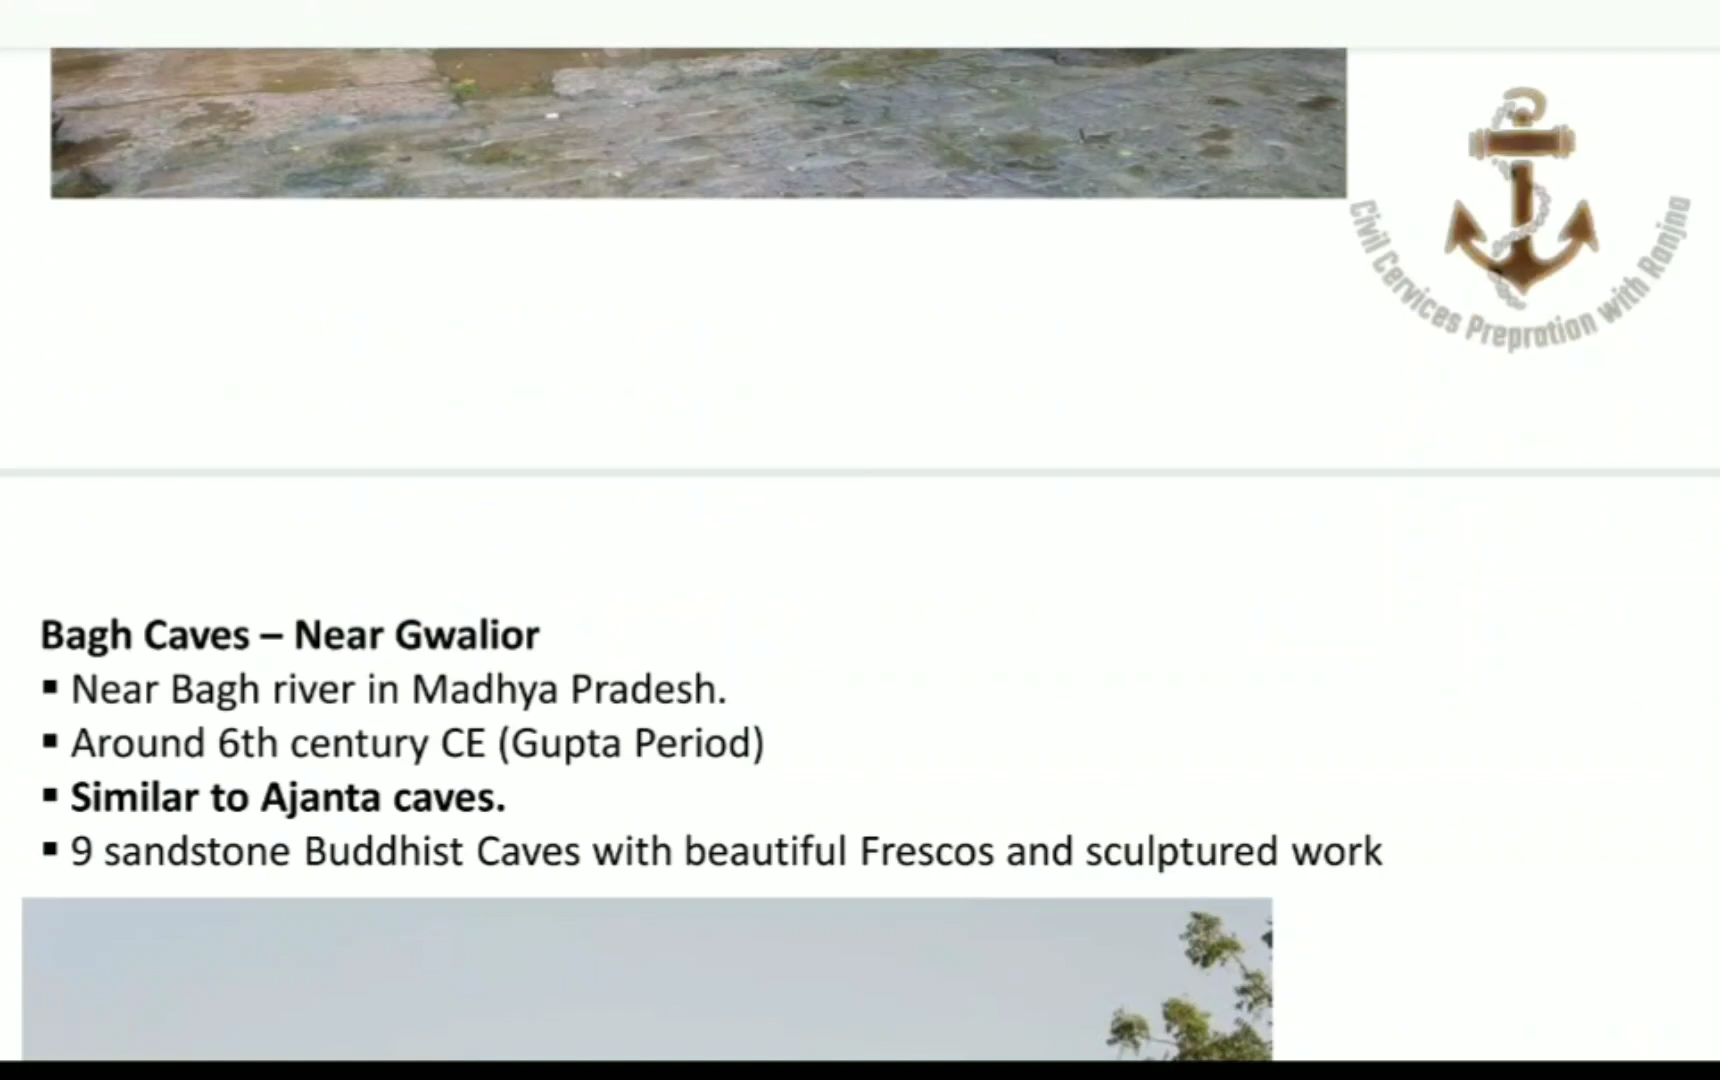 Civil Cervices Prepration with Ranjna
Bagh Caves – Near Gwalior
▪ Near Bagh river in Madhya Pradesh.
▪ Around 6th century CE (Gupta Period)
▪ Similar to Ajanta caves.
▪ 9 sandstone Buddhist Caves with beautiful Frescos and sculptured work